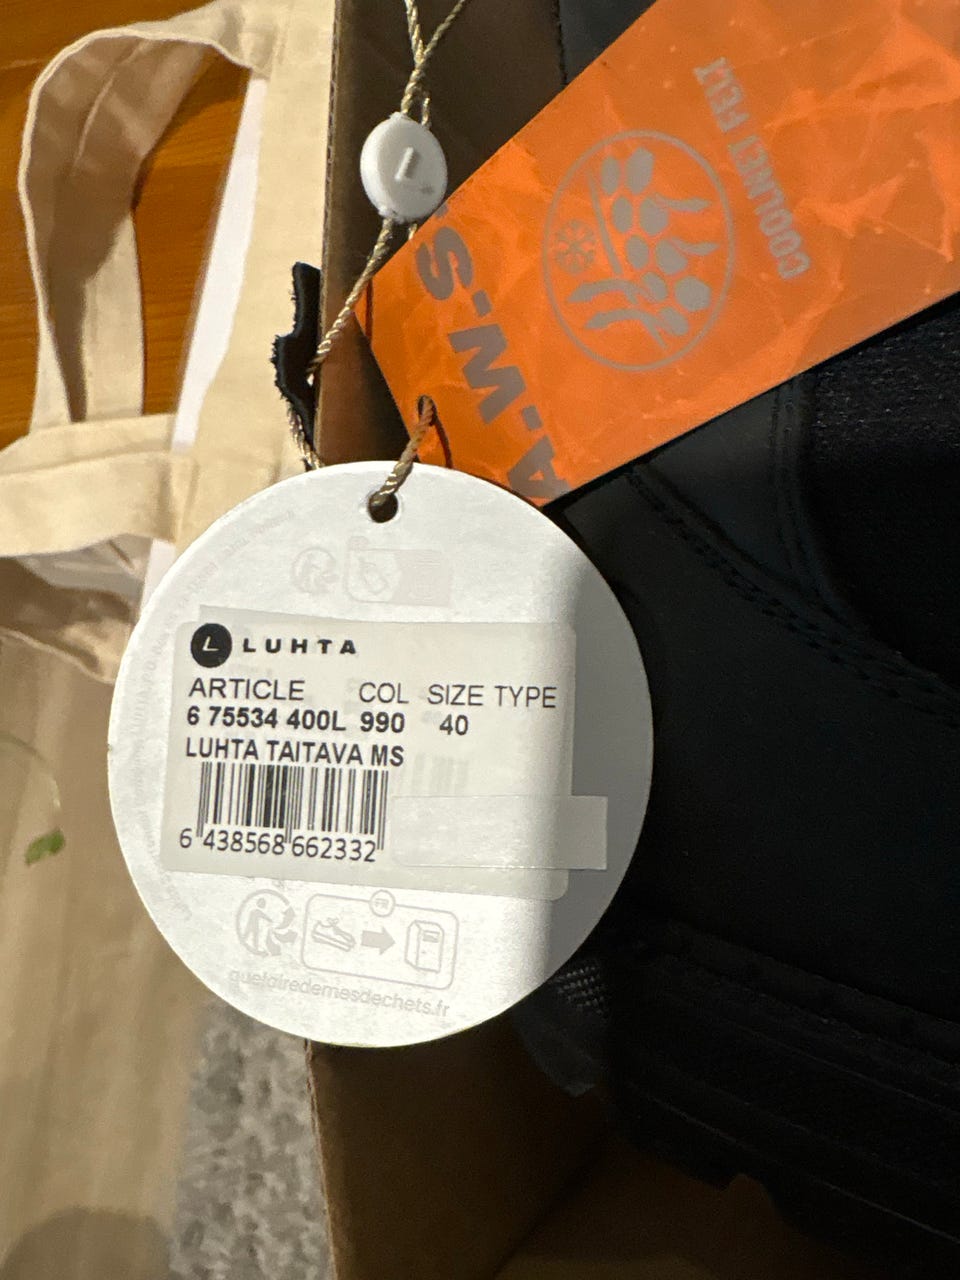 L
COOLNET FELT
A.W.S.
L LUHTA
ARTICLE COL SIZE TYPE
6 75534 400L 990 40
LUHTA TAITAVA MS
6 438568 662332
FR
quefairedemesdechets.fr